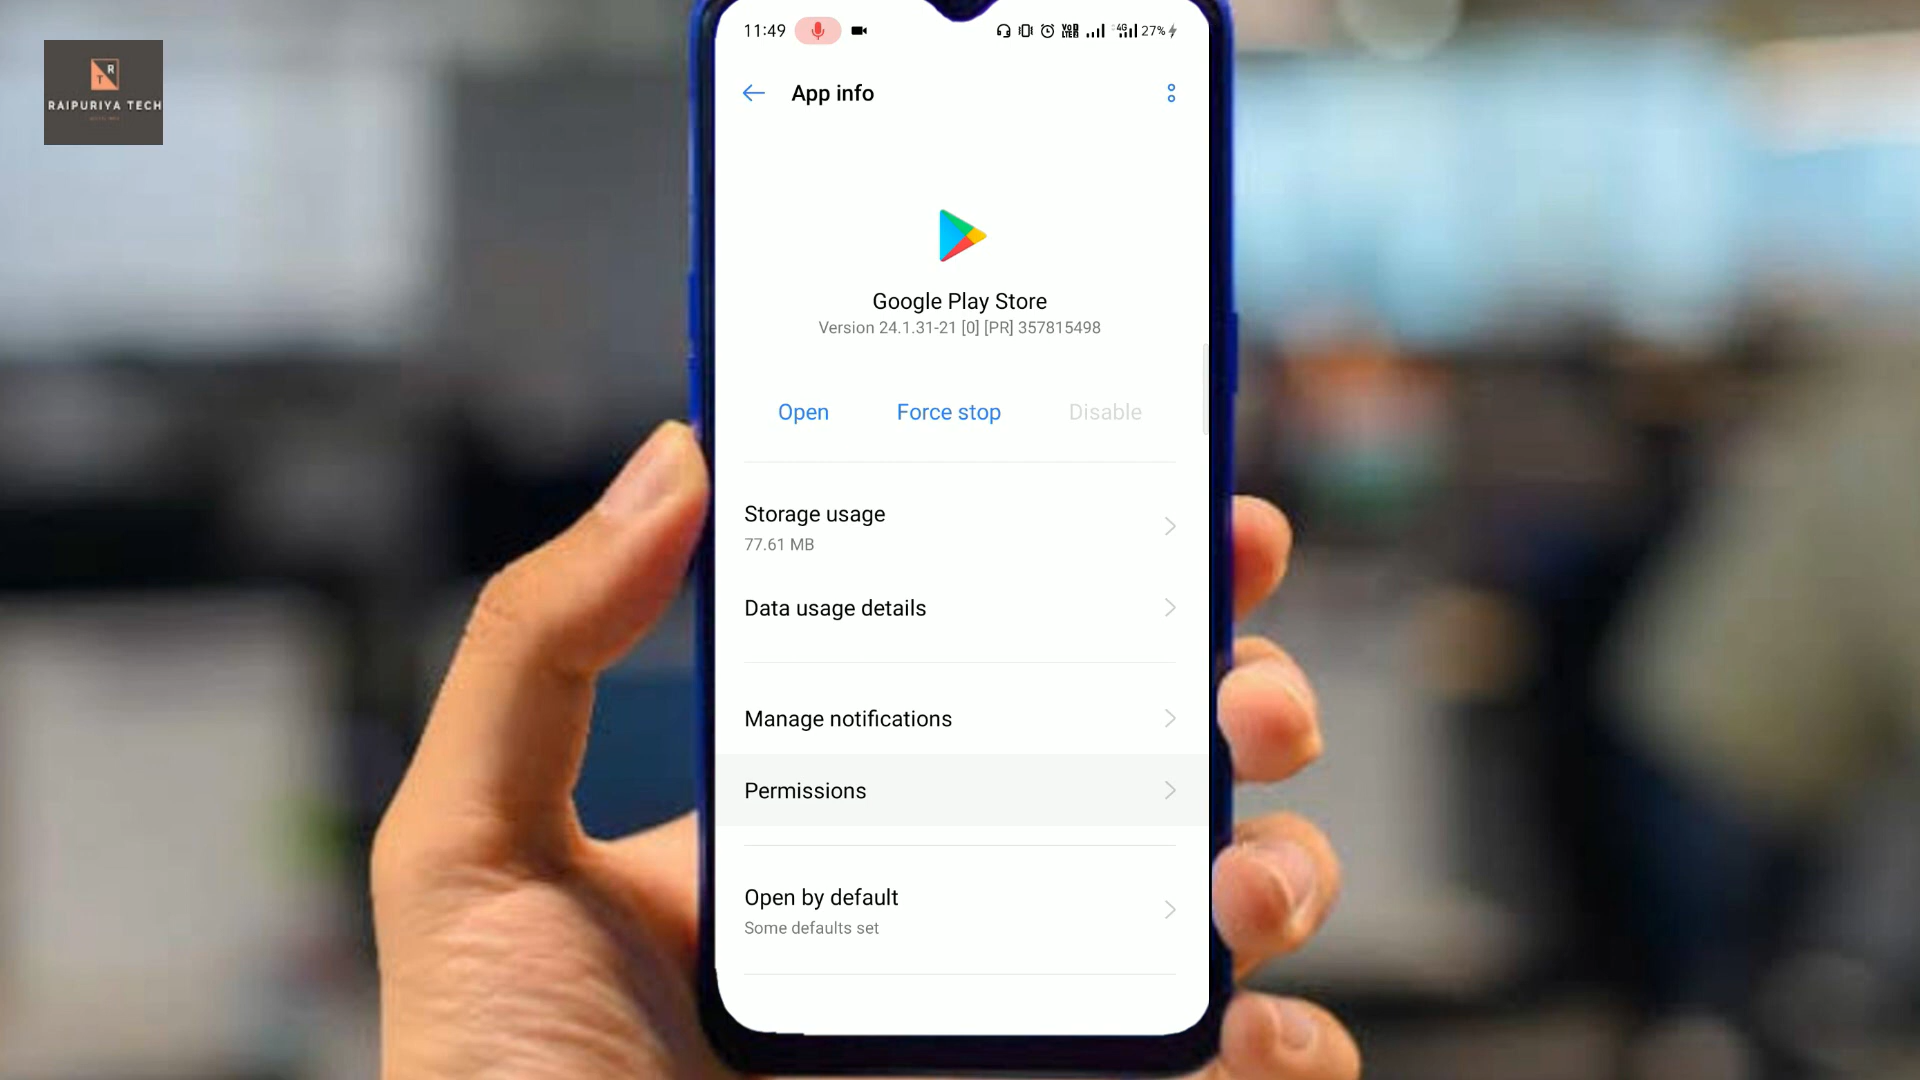 11:49
4G 27%
R
T
RAIPURIYA TECH
App info
Google Play Store
Version 24.1.31-21 [0] [PR] 357815498
Open Force stop Disable
Storage usage
77.61 MB
Data usage details
Manage notifications
Permissions
Open by default
Some defaults set